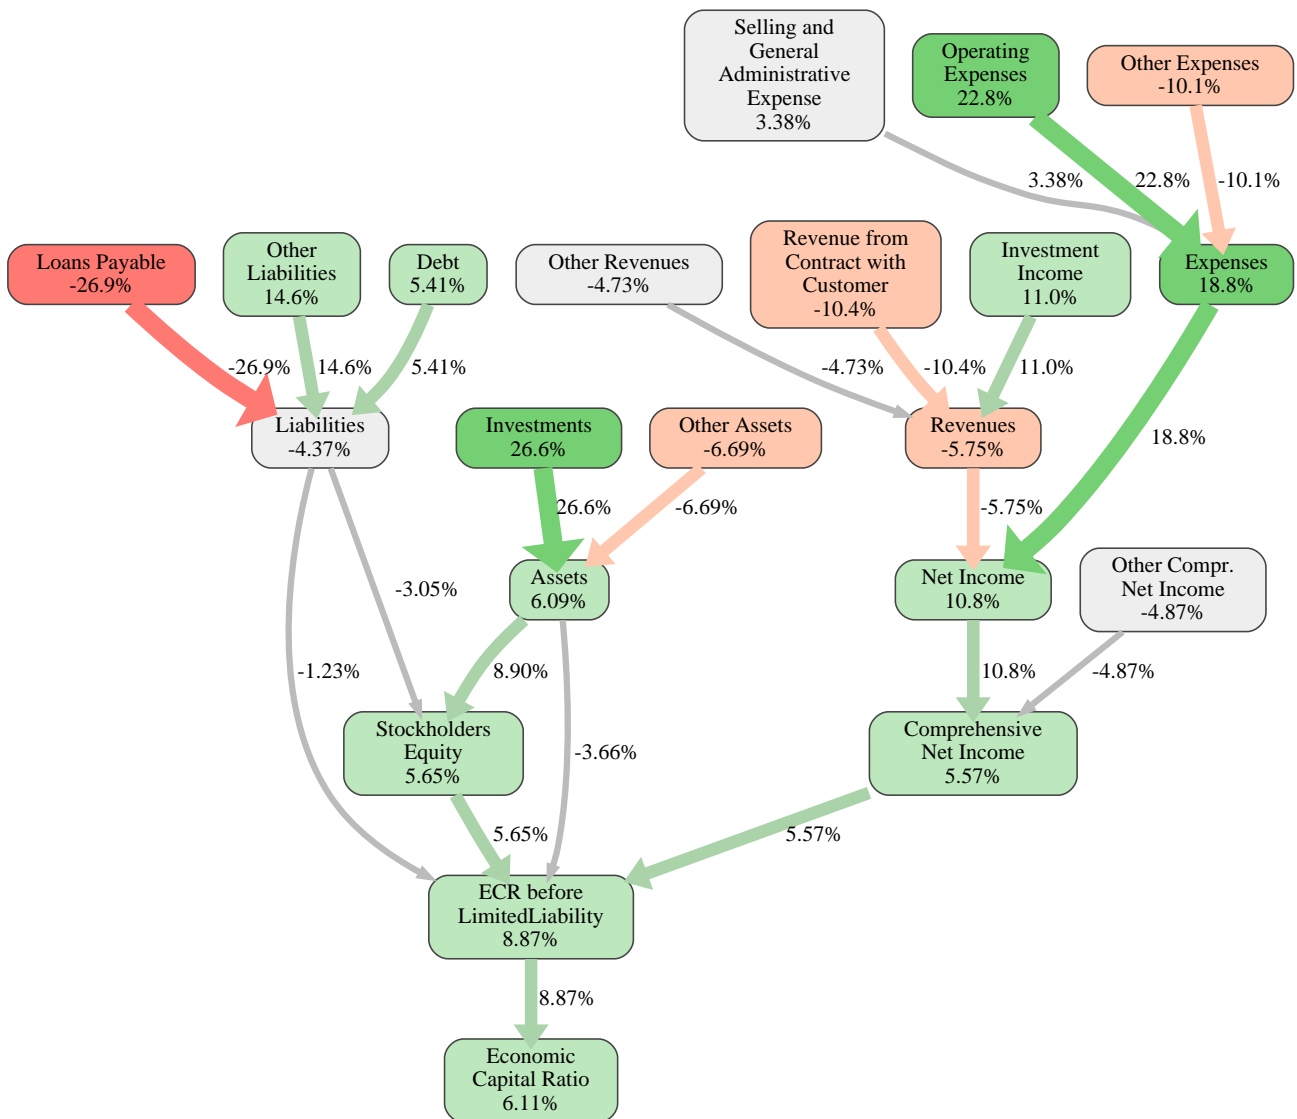 Selling and
General
Administrative
Expense
3.38%
Operating
Expenses
22.8%
Other Expenses
-10.1%
3.38%
22.8%
-10.1%
Loans Payable
-26.9%
Other
Liabilities
14.6%
Debt
5.41%
Other Revenues
-4.73%
Revenue from
Contract with
Customer
-10.4%
Investment
Income
11.0%
Expenses
18.8%
-26.9%
14.6%
5.41%
-4.73%
-10.4%
11.0%
18.8%
Liabilities
-4.37%
Investments
26.6%
Other Assets
-6.69%
Revenues
-5.75%
26.6%
-6.69%
-5.75%
-3.05%
Assets
6.09%
Net Income
10.8%
Other Compr.
Net Income
-4.87%
-1.23%
8.90%
10.8%
-4.87%
Stockholders
Equity
5.65%
-3.66%
Comprehensive
Net Income
5.57%
5.65%
5.57%
ECR before
LimitedLiability
8.87%
8.87%
Economic
Capital Ratio
6.11%